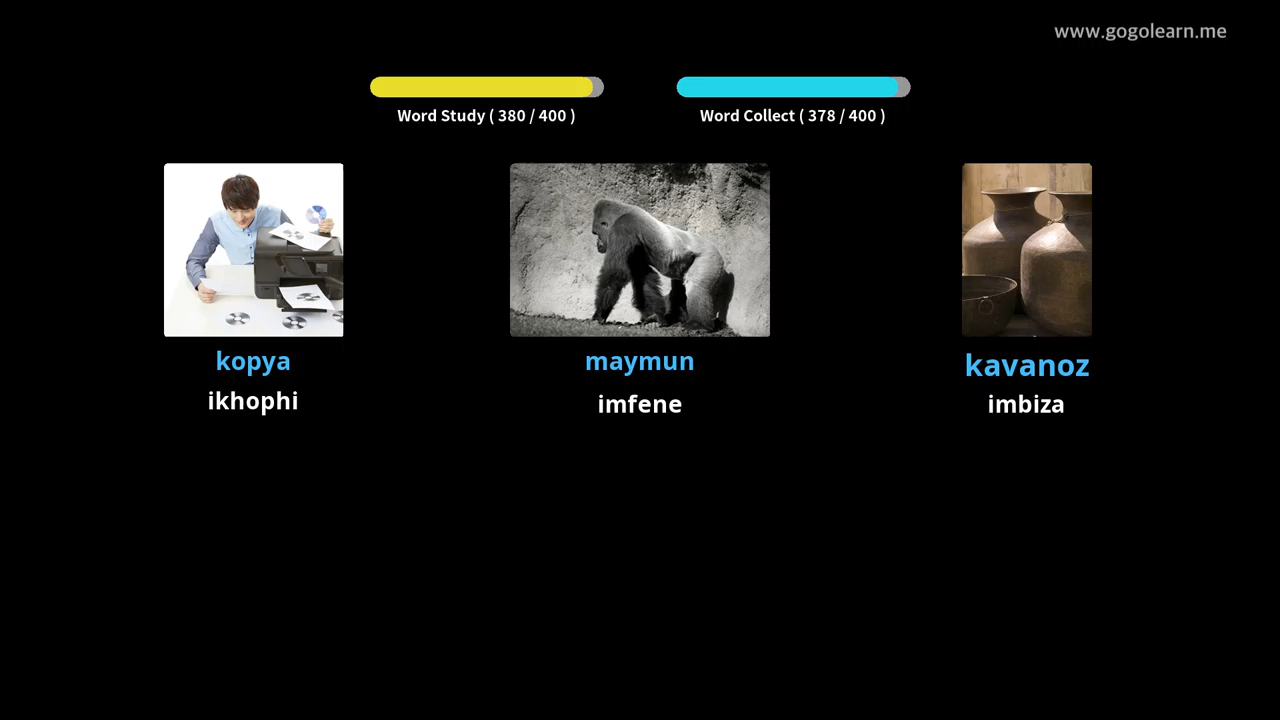 www.gogolearn.me
Word Study ( 380 / 400 )
Word Collect ( 378 / 400 )
kopya
maymun
kavanoz
ikhophi
imfene
imbiza